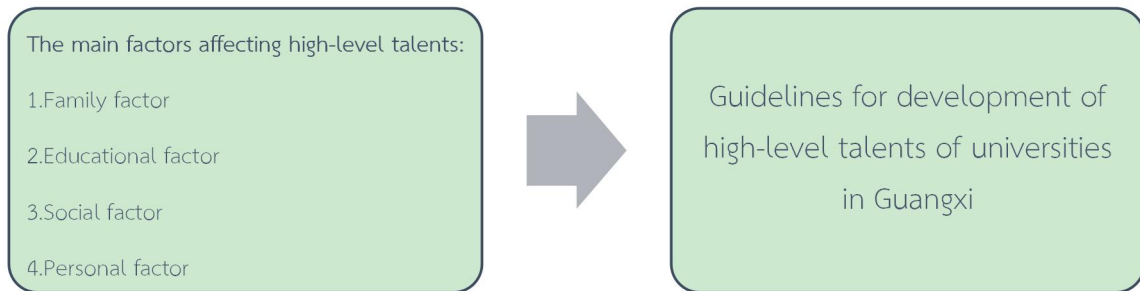 The main factors affecting high-level talents:
1.Family factor
2.Educational factor
3.Social factor
4.Personal factor
Guidelines for development of
high-level talents of universities
in Guangxi